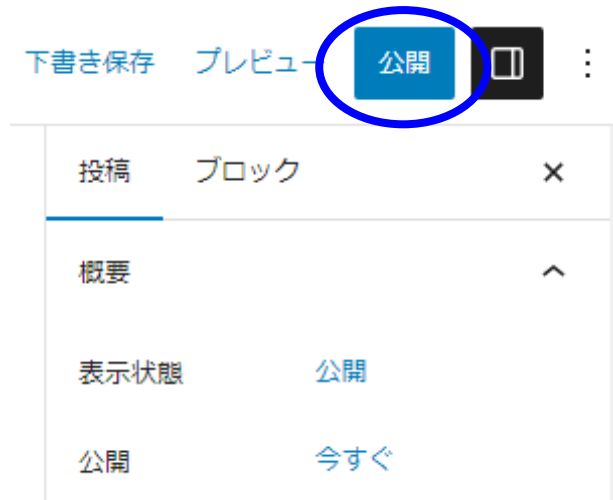 下書き保存 プレビュー 公開
投稿 ブロック
概要
表示状態 公開
公開 今すぐ